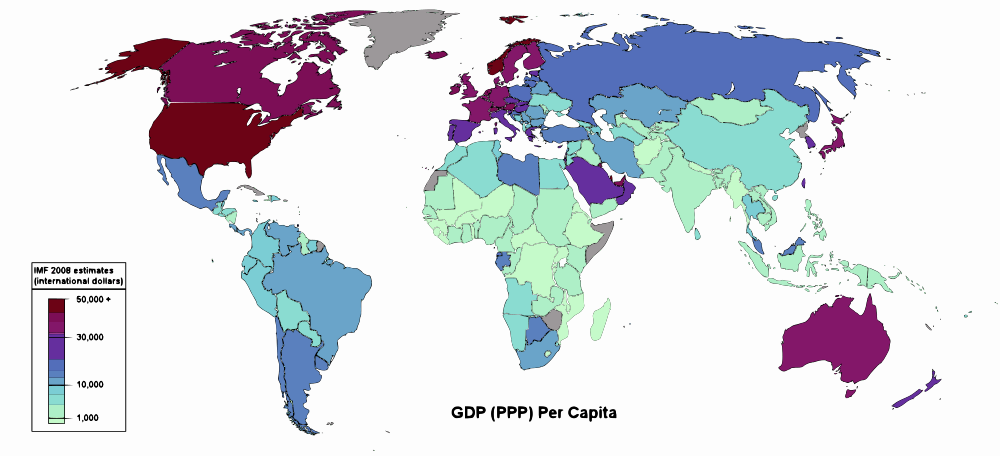 IMF 2008 estimates
(international dollars)
50,000 +
30,000
10,000
1,000
GDP (PPP) Per Capita